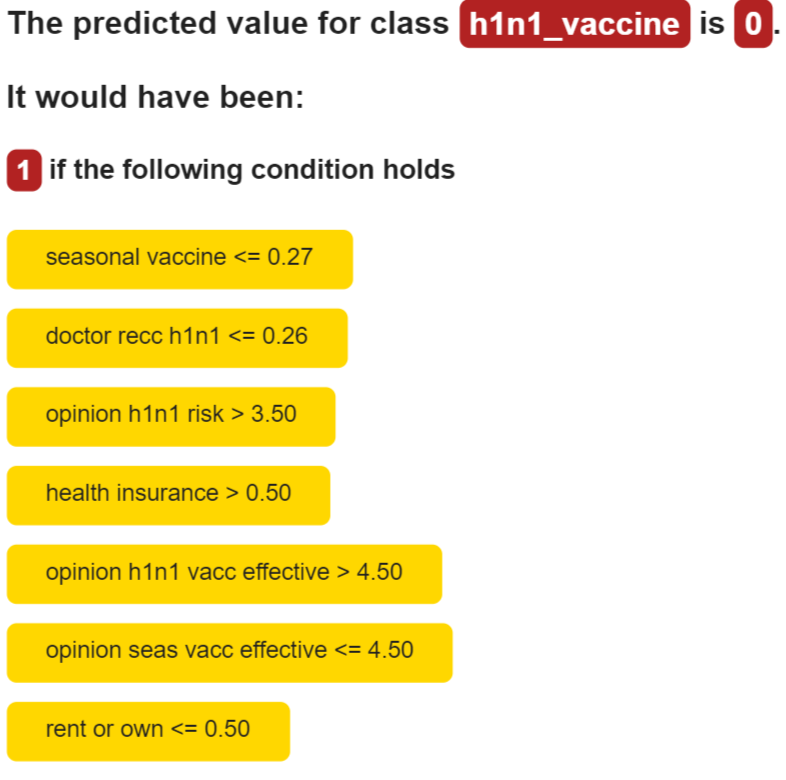 The predicted value for class h1n1_vaccine is 0.
It would have been:
1 if the following condition holds
seasonal vaccine <= 0.27
doctor recc h1n1 <= 0.26
opinion h1n1 risk > 3.50
health insurance > 0.50
opinion h1n1 vacc effective > 4.50
opinion seas vacc effective <= 4.50
rent or own <= 0.50